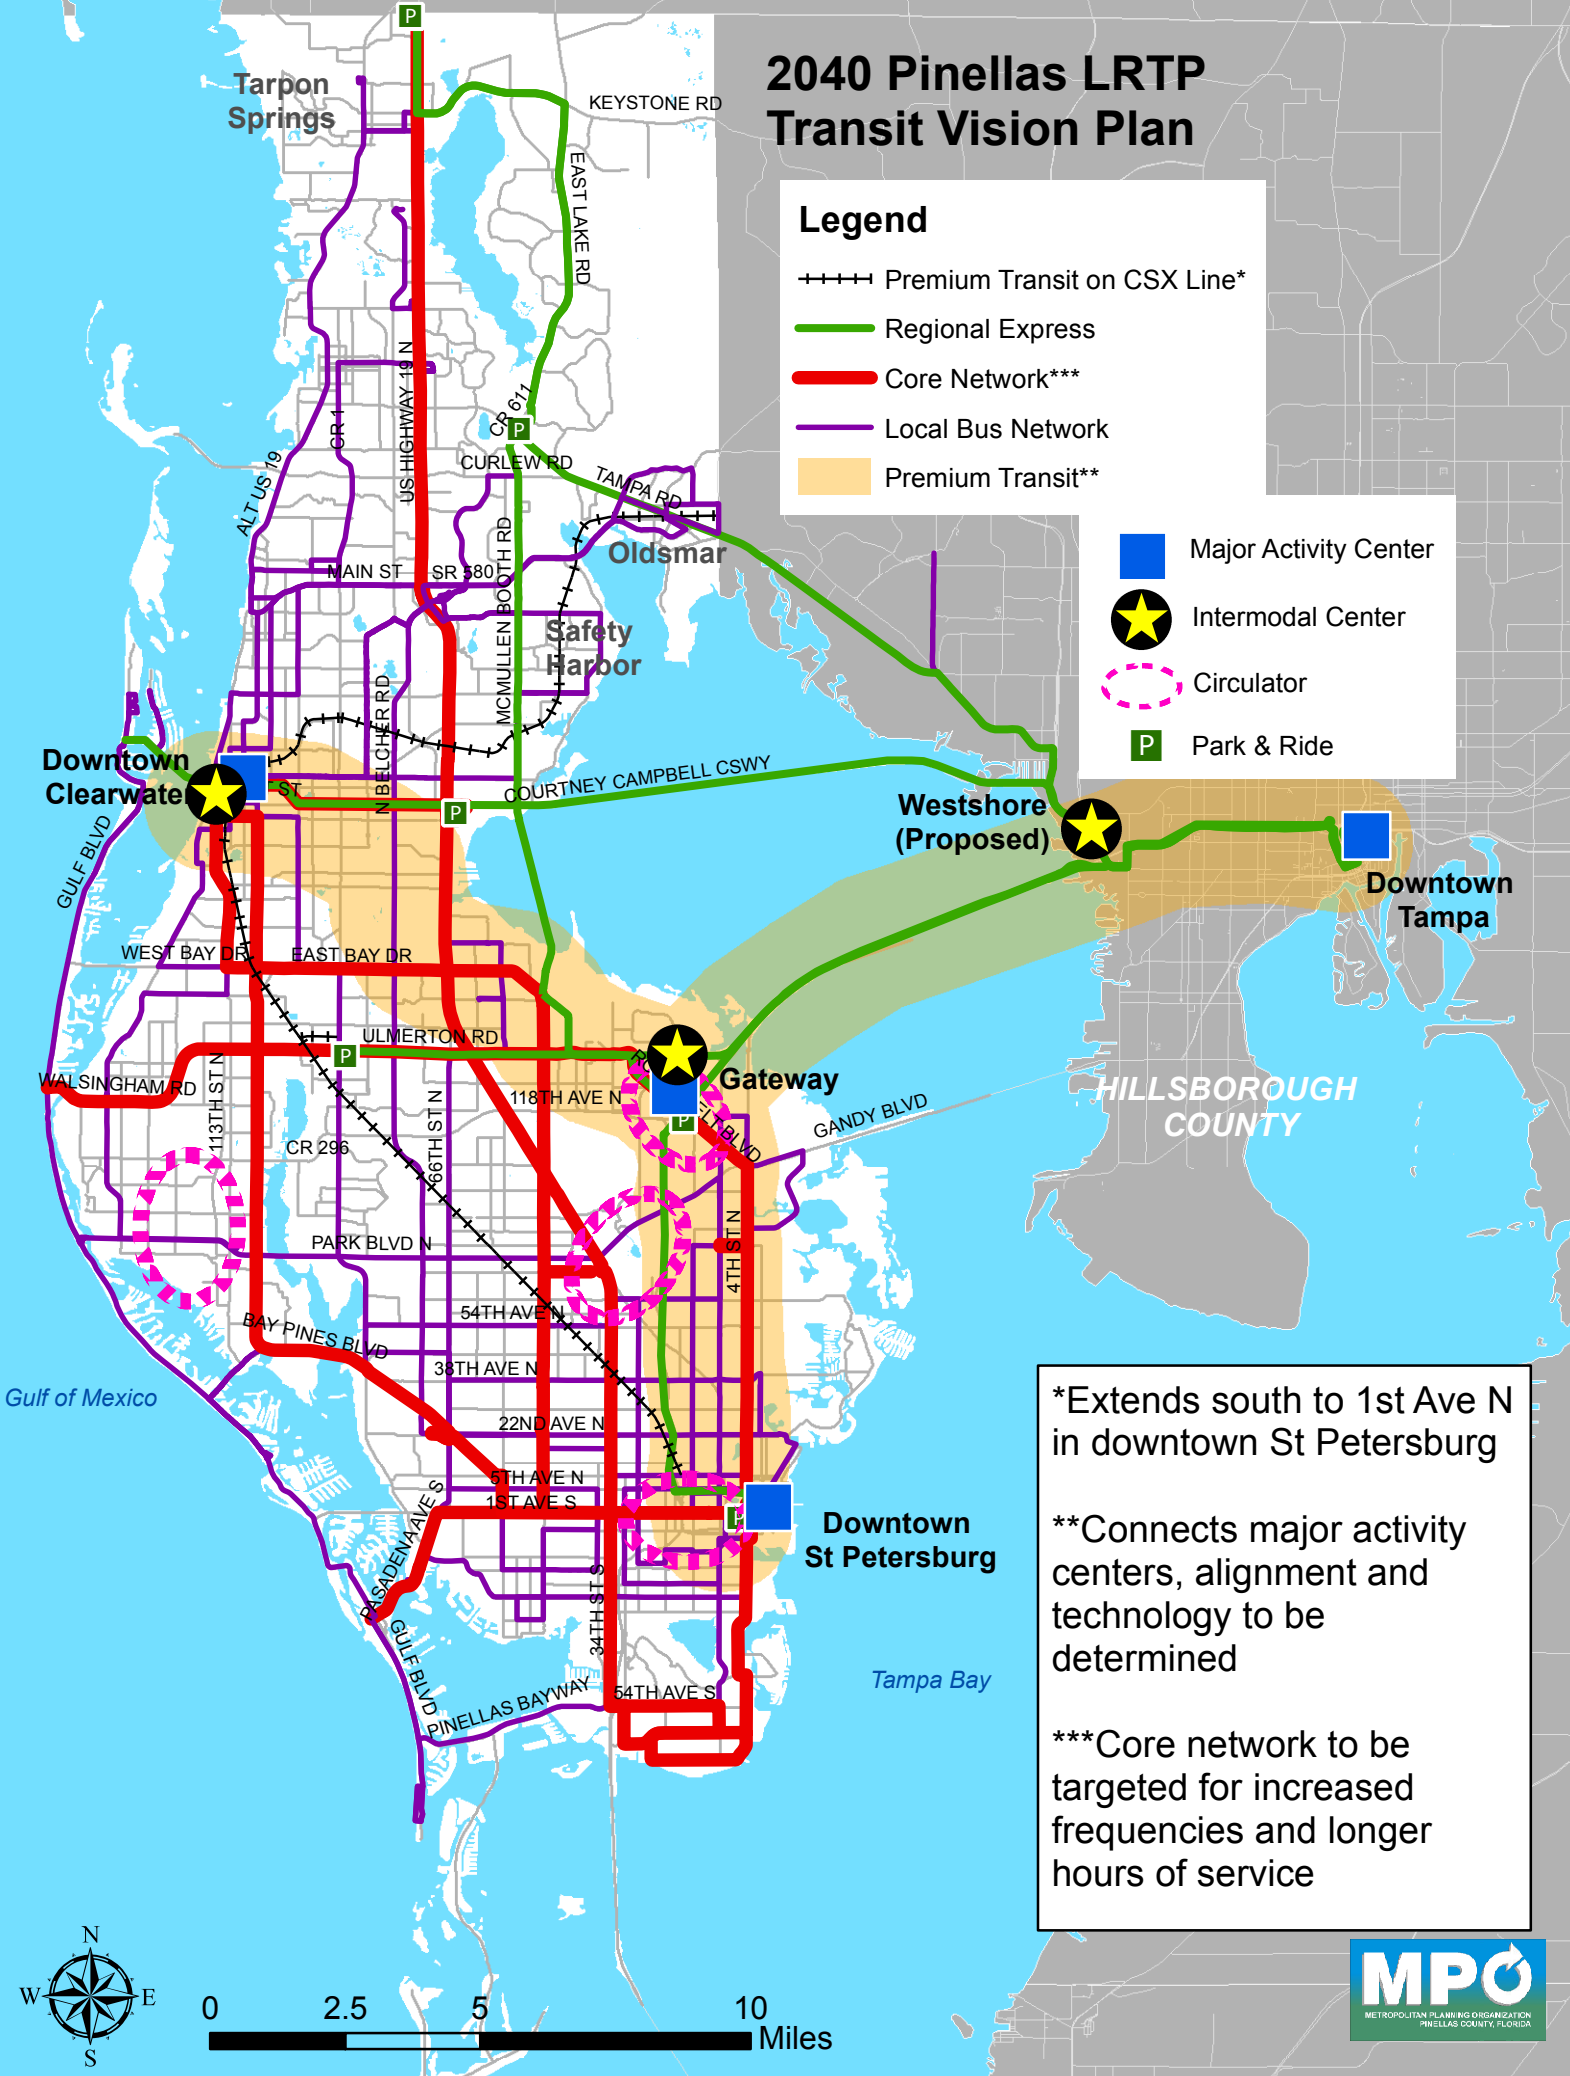 2040 Pinellas LRTP
Transit Vision Plan
Legend
Premium Transit on CSX Line*
Regional Express
Core Network***
Local Bus Network
Premium Transit**
Major Activity Center
Intermodal Center
Circulator
P
Park & Ride
P
Tarpon
Springs
KEYSTONE RD
EAST LAKE RD
US HIGHWAY 19 N
CR 1
CR 611
P
CURLEW RD
TAMPA RD
ALT US 19
Oldsmar
MAIN ST
SR 580
MCMULLEN BOOTH RD
Safety
Harbor
N BELCHER RD
Downtown
Clearwater
ST
P
COURTNEY CAMPBELL CSWY
Westshore
(Proposed)
Downtown
Tampa
GULF BLVD
WEST BAY DR
EAST BAY DR
ULMERTON RD
P
WALSINGHAM RD
113TH ST N
66TH ST N
118TH AVE N
Gateway
P
GANDY BLVD
HILLSBOROUGH
COUNTY
CR 296
PARK BLVD N
4TH ST N
54TH AVE N
BAY PINES BLVD
38TH AVE N
Gulf of Mexico
22ND AVE N
5TH AVE N
1ST AVE S
P
Downtown
St Petersburg
PASADENA AVE S
34TH ST S
GULF BLVD
PINELLAS BAYWAY
54TH AVE S
Tampa Bay
*Extends south to 1st Ave N
in downtown St Petersburg
**Connects major activity
centers, alignment and
technology to be
determined
***Core network to be
targeted for increased
frequencies and longer
hours of service
N
W
E
S
0 2.5 5 10
Miles
MPO
METROPOLITAN PLANNING ORGANIZATION
PINELLAS COUNTY, FLORIDA